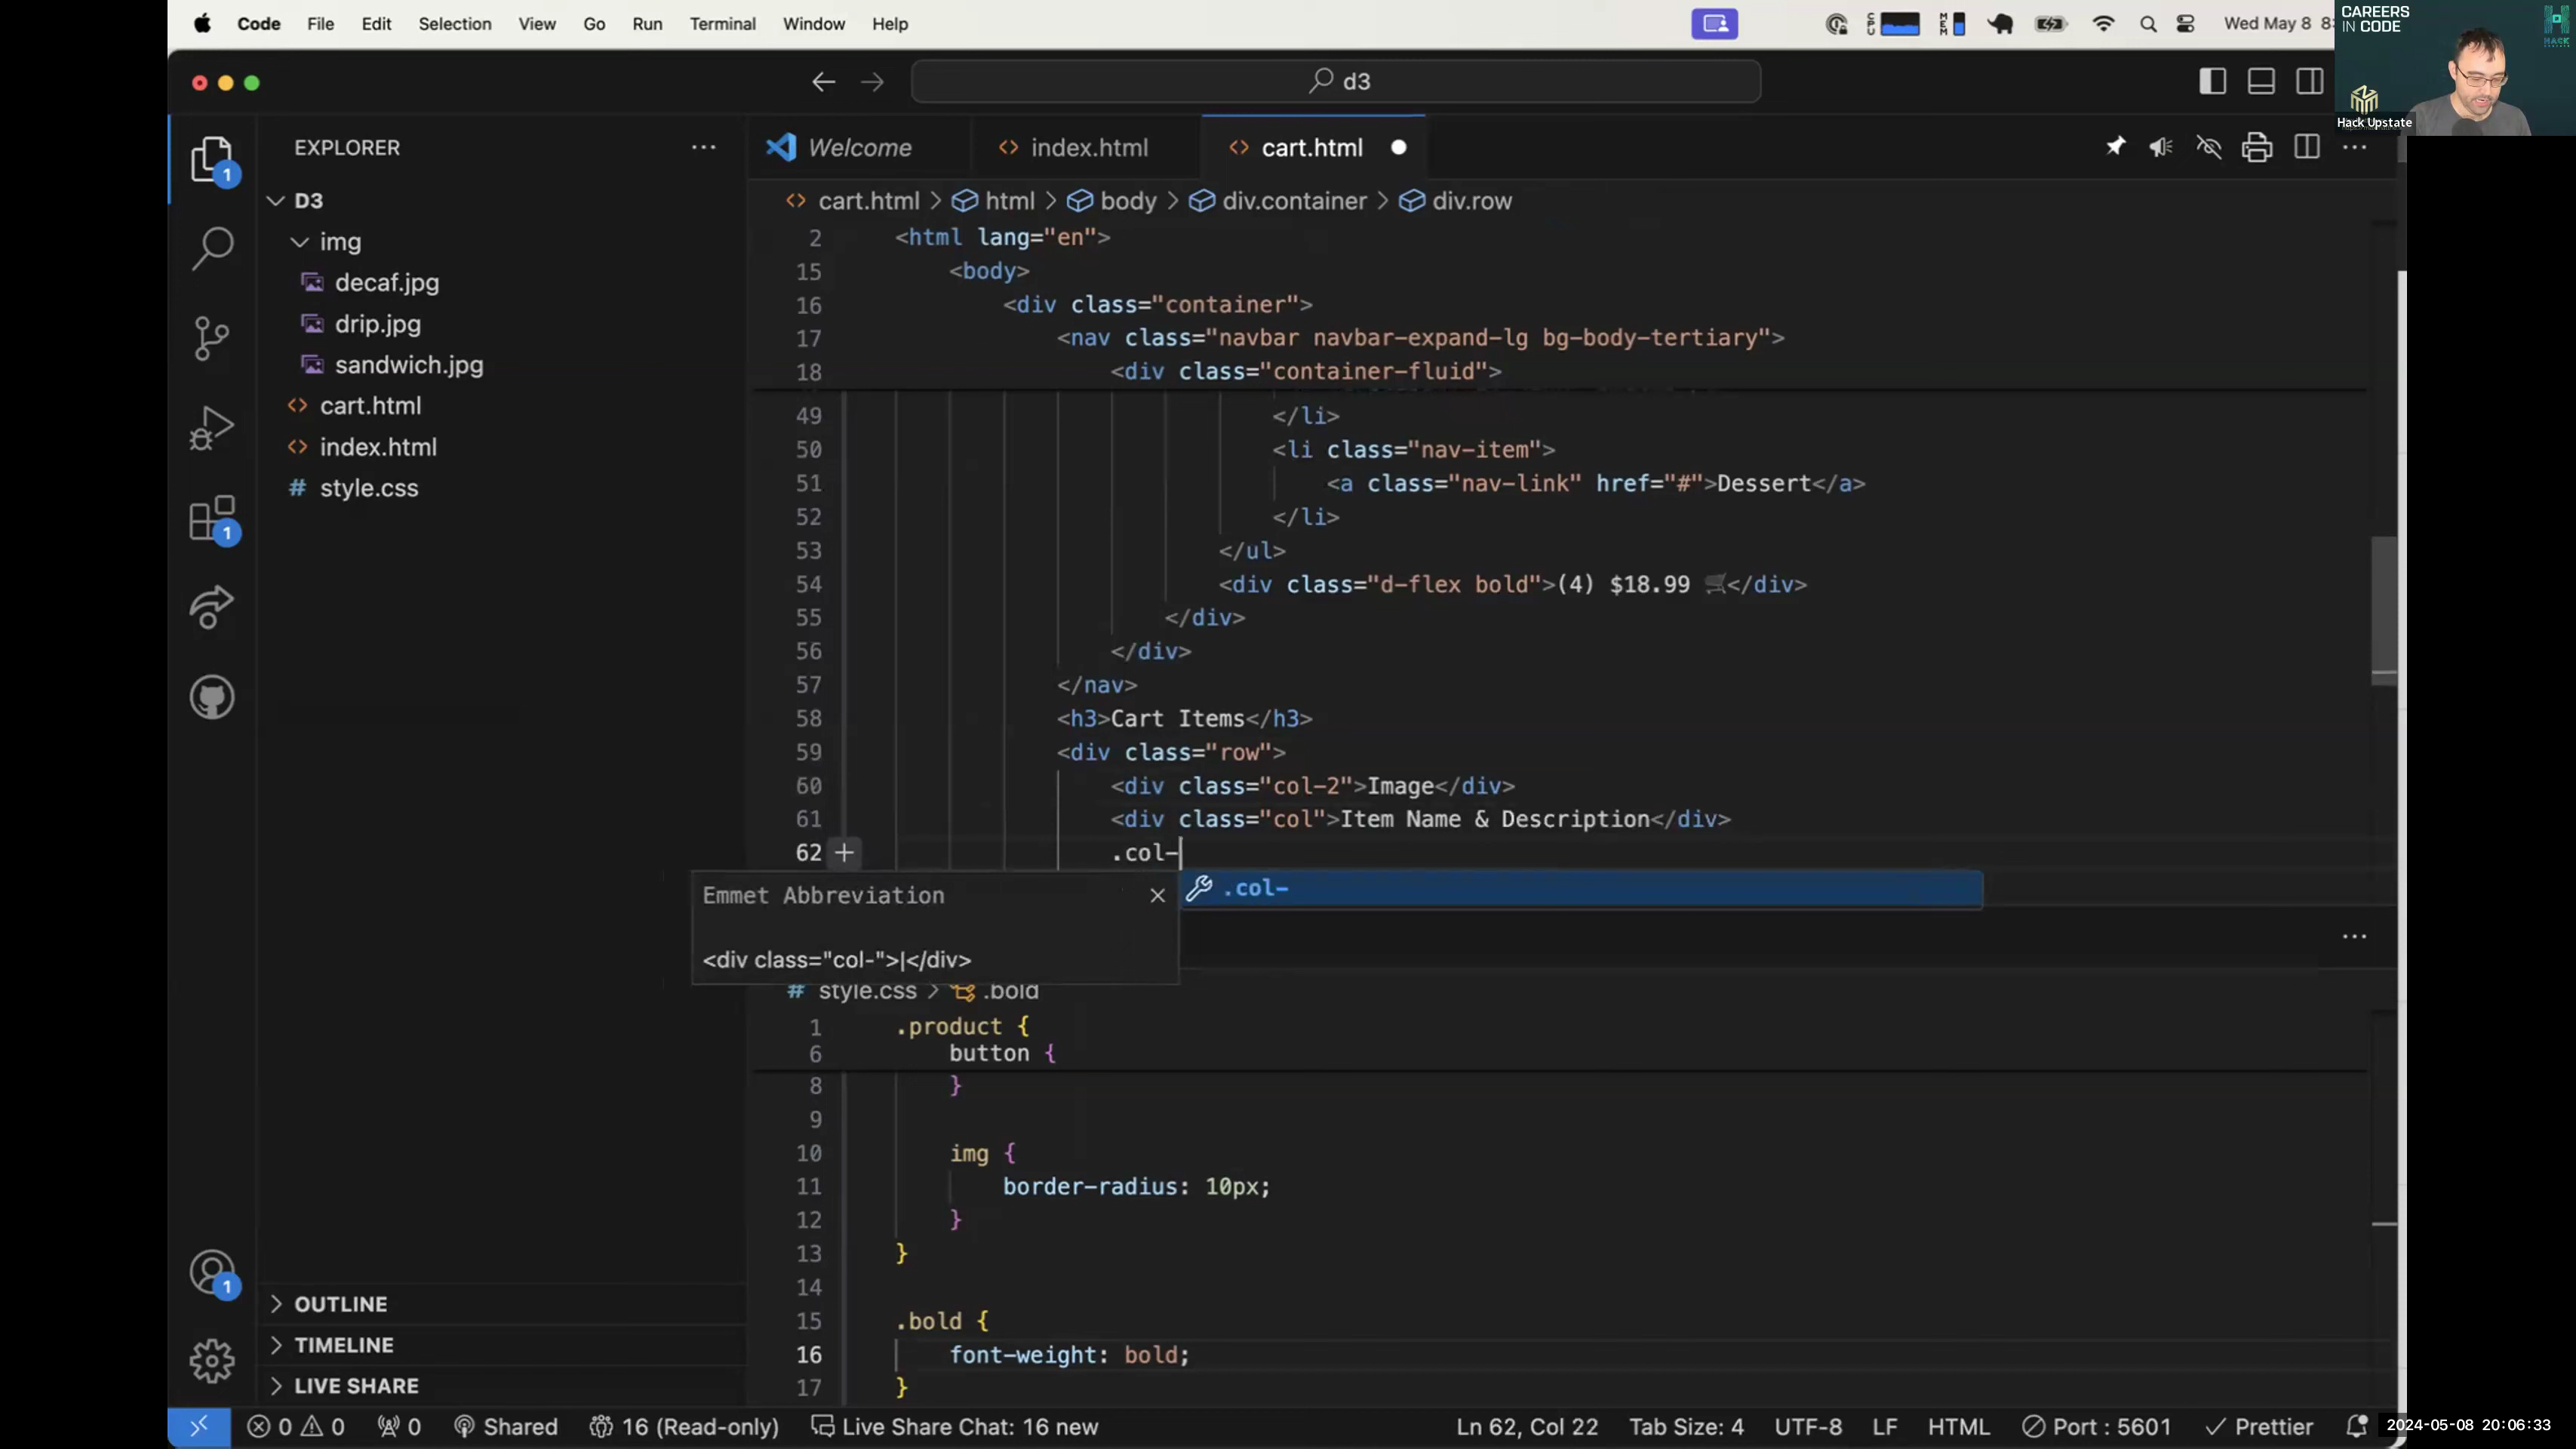 Code File Edit Selection View Go Run Terminal Window Help
CPU
MEM
Wed May 8 8:
CAREERS
IN CODE
HACK
Hack Upstate
d3
EXPLORER
Welcome
index.html
cart.html
D3
img
decaf.jpg
drip.jpg
sandwich.jpg
cart.html
index.html
style.css
1
1
1
OUTLINE
TIMELINE
LIVE SHARE
cart.html > html > body > div.container > div.row
2 <html lang="en">
15 <body>
16 <div class="container">
17 <nav class="navbar navbar-expand-lg bg-body-tertiary">
18 <div class="container-fluid">
49 </li>
50 <li class="nav-item">
51 <a class="nav-link" href="#">Dessert</a>
52 </li>
53 </ul>
54 <div class="d-flex bold">(4) $18.99 🛒</div>
55 </div>
56 </div>
57 </nav>
58 <h3>Cart Items</h3>
59 <div class="row">
60 <div class="col-2">Image</div>
61 <div class="col">Item Name & Description</div>
62 .col-
.col-
Emmet Abbreviation
<div class="col-">|</div>
# style.css > .bold
1 .product {
6 button {
8 }
9
10 img {
11 border-radius: 10px;
12 }
13 }
14
15 .bold {
16 font-weight: bold;
17 }
0 0 0 Shared 16 (Read-only) Live Share Chat: 16 new Ln 62, Col 22 Tab Size: 4 UTF-8 LF HTML Port : 5601 Prettier
2024-05-08 20:06:33